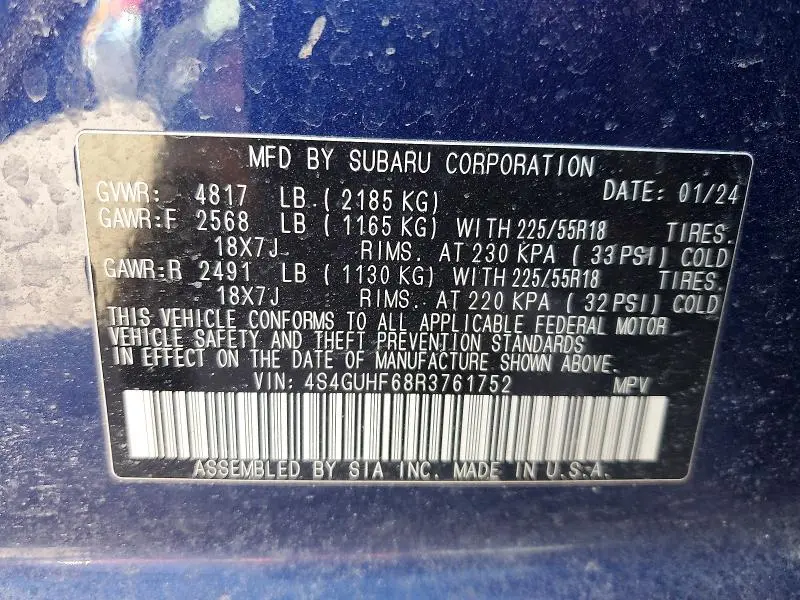 MFD BY SUBARU CORPORATION
GVWR: 4817 LB ( 2185 KG) DATE: 01/24
GAWR:F 2568 LB ( 1165 KG) WITH 225/55R18 TIRES.
18X7J RIMS. AT 230 KPA ( 33 PSI) COLD
GAWR:R 2491 LB ( 1130 KG) WITH 225/55R18 TIRES.
18X7J RIMS. AT 220 KPA ( 32 PSI) COLD
THIS VEHICLE CONFORMS TO ALL APPLICABLE FEDERAL MOTOR
VEHICLE SAFETY AND THEFT PREVENTION STANDARDS
IN EFFECT ON THE DATE OF MANUFACTURE SHOWN ABOVE.
VIN: 4S4GUHF68R3761752 MPV
ASSEMBLED BY SIA INC. MADE IN U.S.A.